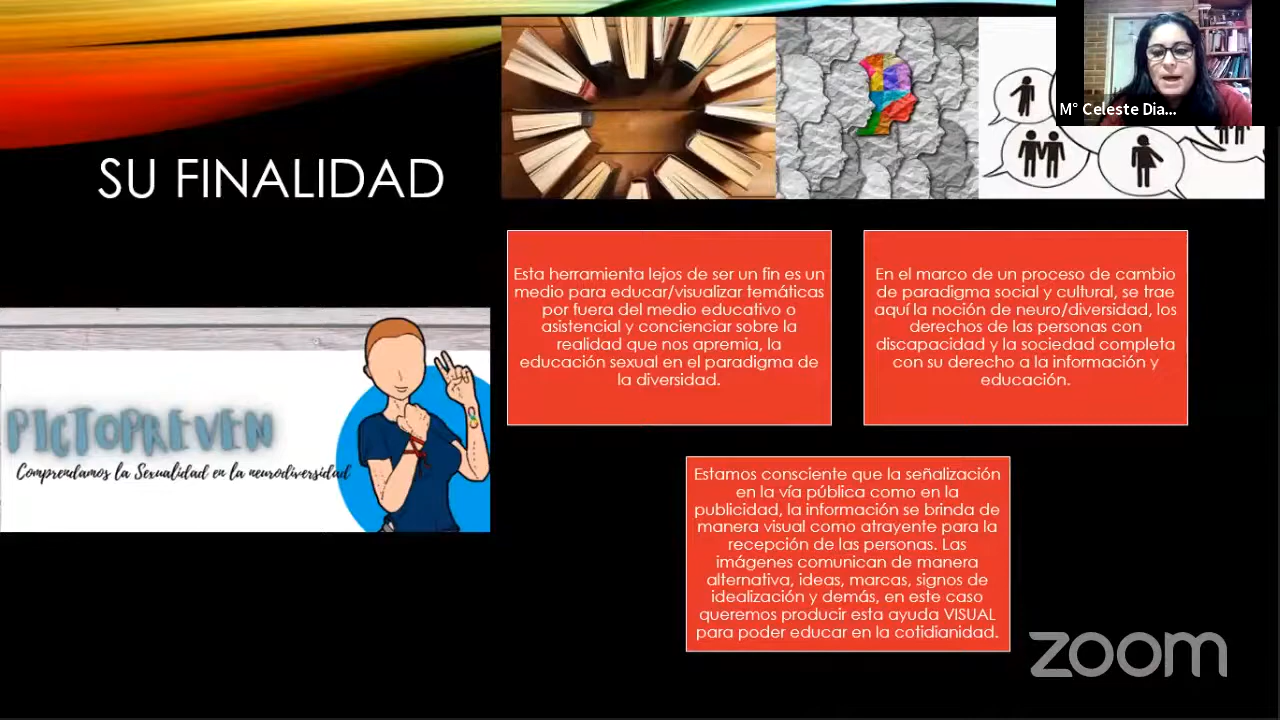 M° Celeste Dia...
SU FINALIDAD
Esta herramienta lejos de ser un fin es un
medio para educar/visualizar temáticas
por fuera del medio educativo o
asistencial y concienciar sobre la
realidad que nos apremia, la
educación sexual en el paradigma de
la diversidad.
En el marco de un proceso de cambio
de paradigma social y cultural, se trae
aquí la noción de neuro/diversidad, los
derechos de las personas con
discapacidad y la sociedad completa
con su derecho a la información y
educación.
PICTOPREVEN
Comprendamos la Sexualidad en la neurodiversidad
Estamos consciente que la señalización
en la vía pública como en la
publicidad, la información se brinda de
manera visual como atrayente para la
recepción de las personas. Las
imágenes comunican de manera
alternativa, ideas, marcas, signos de
idealización y demás, en este caso
queremos producir esta ayuda VISUAL
para poder educar en la cotidianidad.
zoom